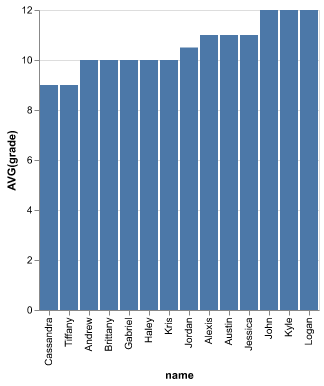 12
10
8
6
4
2
0
AVG(grade)
Cassandra
Tiffany
Andrew
Brittany
Gabriel
Haley
Kris
Jordan
Alexis
Austin
Jessica
John
Kyle
Logan
name